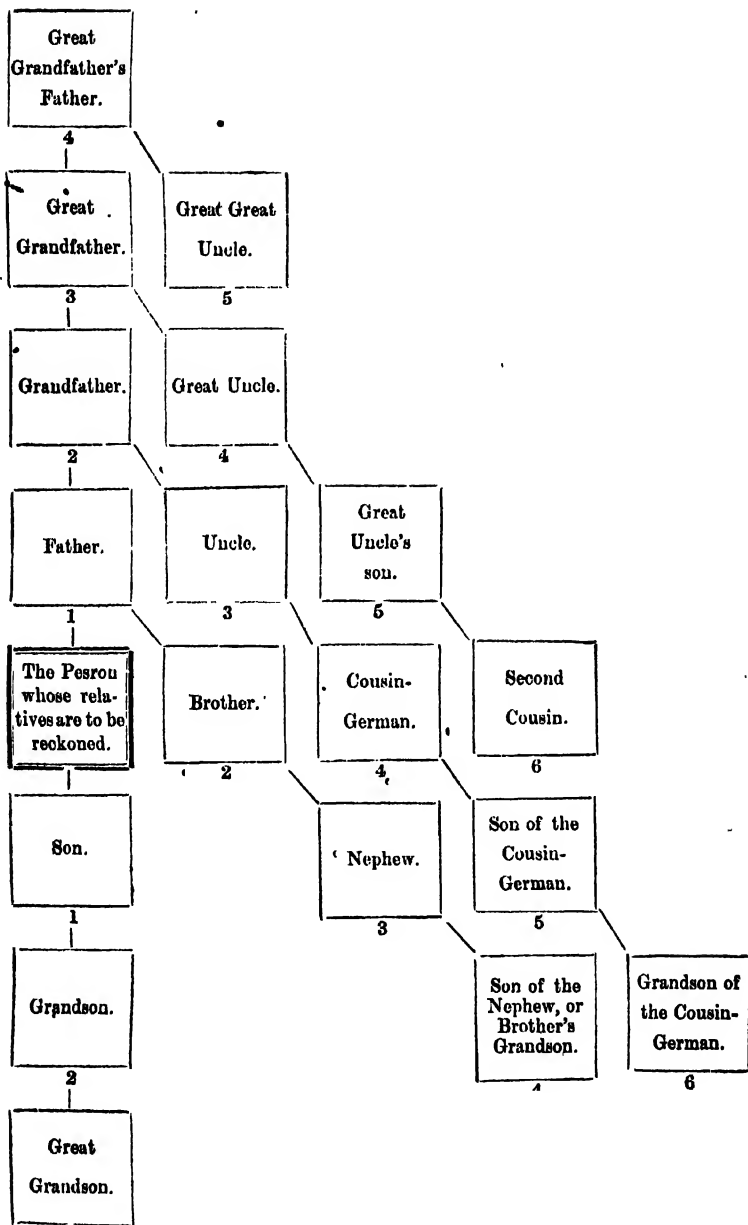 Great
Grandfather's
Father.
4
Great
Grandfather.
3
Great Great
Uncle.
5
Grandfather.
2
Great Uncle.
4
Father.
1
Uncle.
3
Great
Uncle's
son.
5
The Pesrou
whose rela-
tives are to be
reckoned.
Brother.
2
Cousin-
German.
4
Second
Cousin.
6
Son.
1
Nephew.
3
Son of the
Cousin-
German.
5
Grandson.
2
Son of the
Nephew, or
Brother's
Grandson.
4
Grandson of
the Cousin-
German.
6
Great
Grandson.